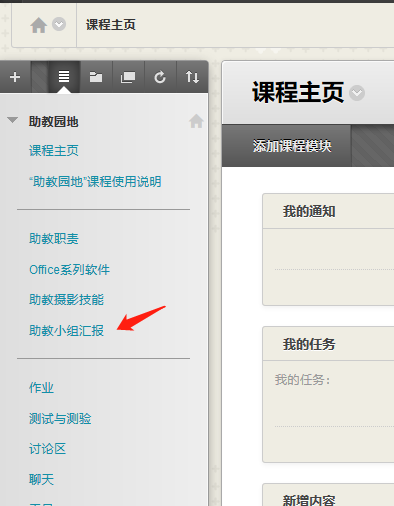 课程主页
助教园地
课程主页
“助教园地”课程使用说明
助教职责
Office系列软件
助教摄影技能
助教小组汇报
作业
测试与测验
讨论区
聊天
课程主页
添加课程模块
我的通知
我的任务
我的任务：
新增内容